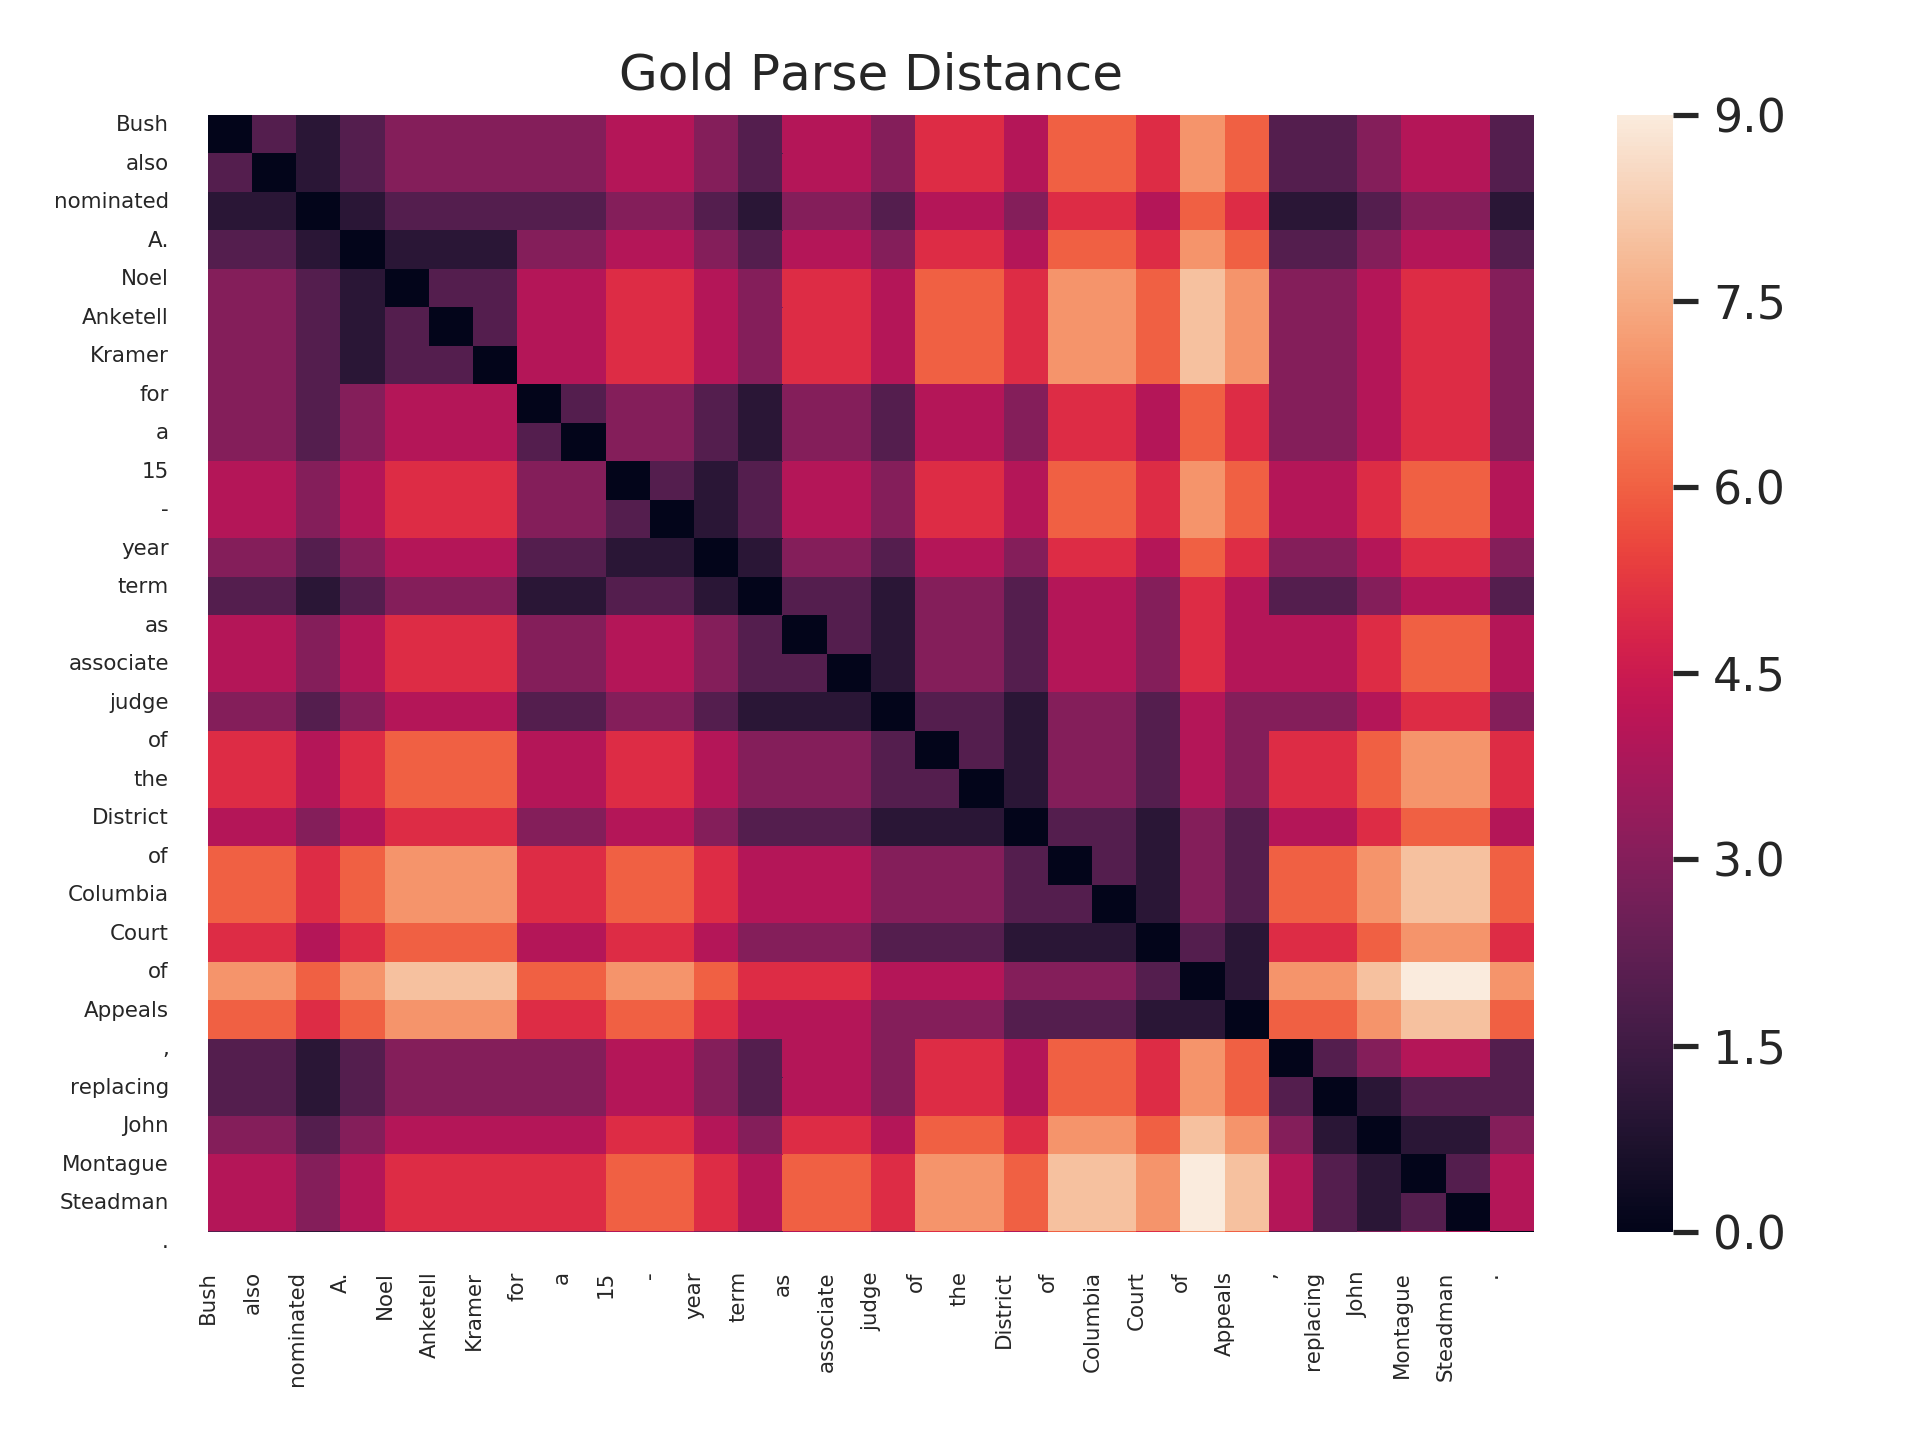 Gold Parse Distance
Bush
also
nominated
A.
Noel
Anketell
Kramer
for
a
15
-
year
term
as
associate
judge
of
the
District
of
Columbia
Court
of
Appeals
,
replacing
John
Montague
Steadman
.
Bush
also
nominated
A.
Noel
Anketell
Kramer
for
a
15
-
year
term
as
associate
judge
of
the
District
of
Columbia
Court
of
Appeals
,
replacing
John
Montague
Steadman
.
9.0
7.5
6.0
4.5
3.0
1.5
0.0